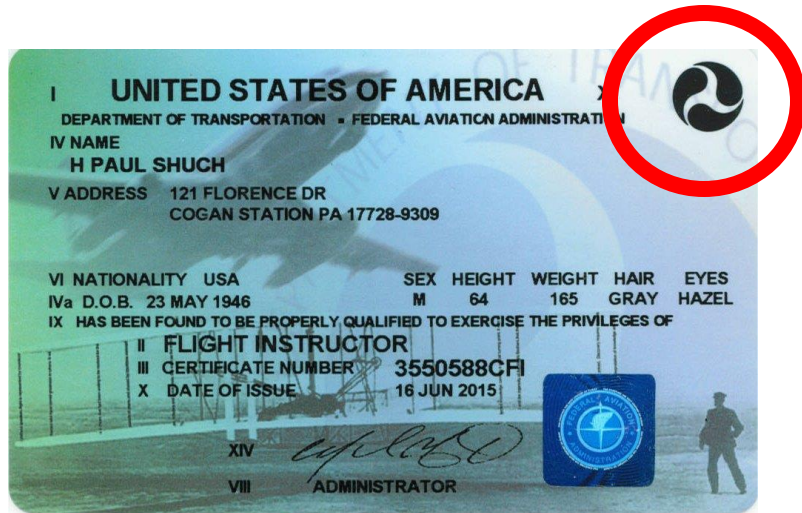 I UNITED STATES OF AMERICA
DEPARTMENT OF TRANSPORTATION - FEDERAL AVIATION ADMINISTRATI N
IV NAME
H PAUL SHUCH
V ADDRESS 121 FLORENCE DR
COGAN STATION PA 17728-9309
VI NATIONALITY USA SEX HEIGHT WEIGHT HAIR EYES
IVa D.O.B. 23 MAY 1946 M 64 165 GRAY HAZEL
IX HAS BEEN FOUND TO BE PROPERLY QUALIFIED TO EXERCISE THE PRIVILEGES OF
II FLIGHT INSTRUCTOR
III CERTIFICATE NUMBER 3550588CFI
X DATE OF ISSUE 16 JUN 2015
FEDERAL AVIATION ADMINISTRATION
XIV
VIII ADMINISTRATOR